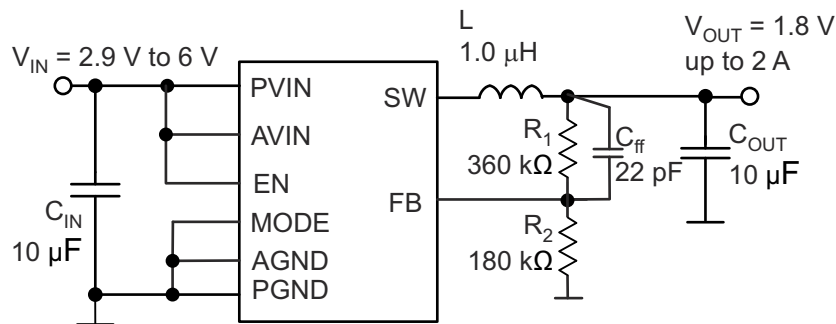 V_IN = 2.9 V to 6 V
L
1.0 μH
V_OUT = 1.8 V
up to 2 A
PVIN
AVIN
EN
MODE
AGND
PGND
SW
FB
C_IN
10 μF
R_1
360 kΩ
C_ff
22 pF
R_2
180 kΩ
C_OUT
10 μF